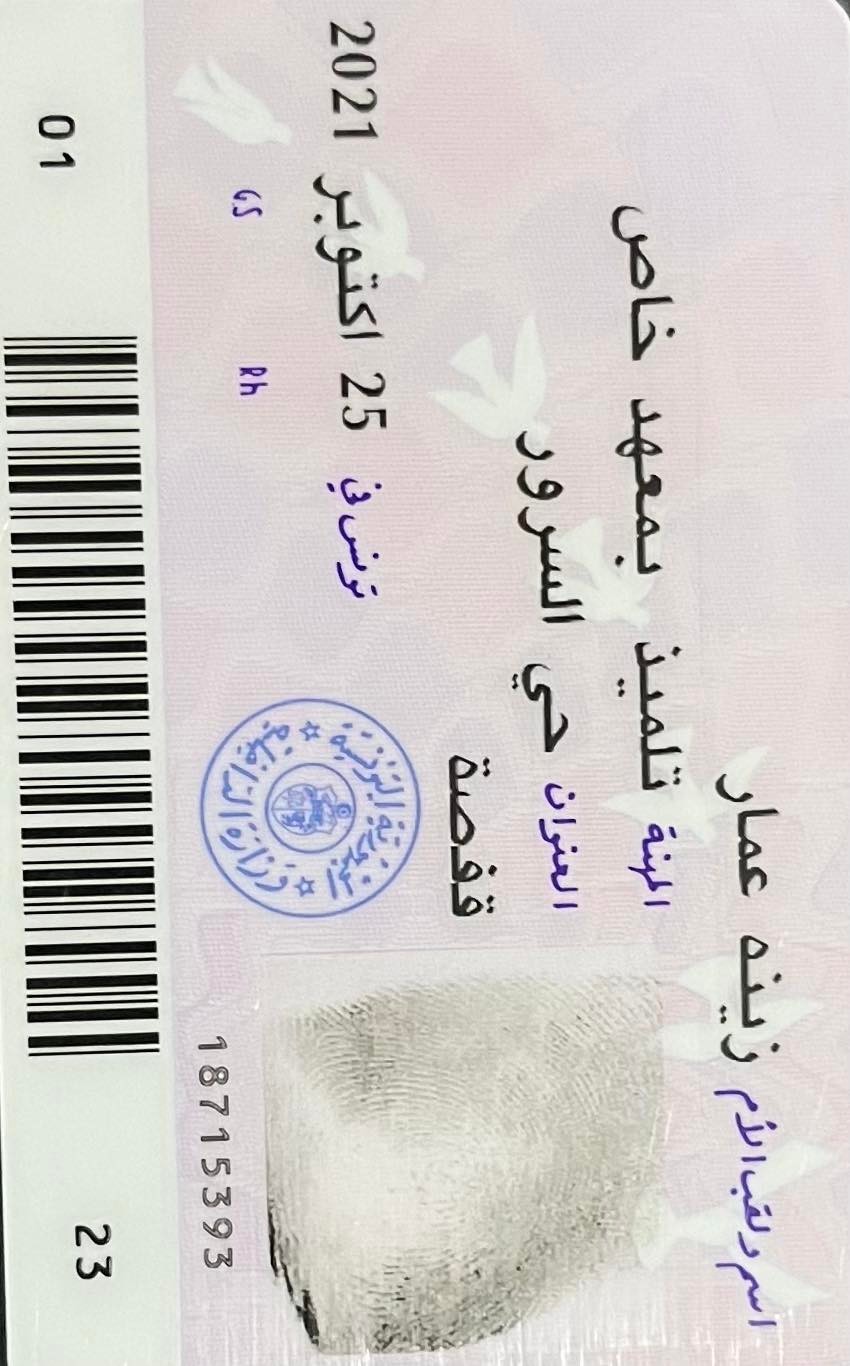 اسم ولقب الأم زينه عمار
المهنة تلميذ بمعهد خاص
العنوان حي السرور
قفصة
تونس في 25 اكتوبر 2021
GS Rh
الجمهورية التونسية
وزارة الداخلية
18715393
01
23